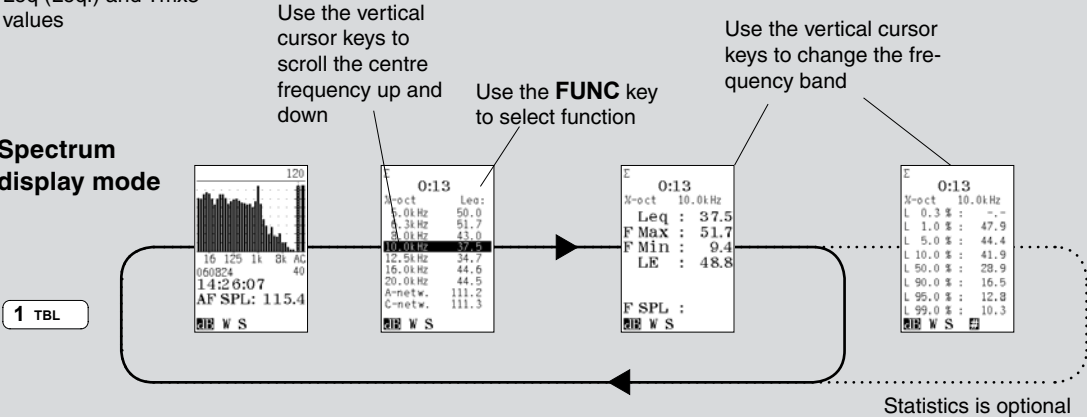 values
Use the vertical
cursor keys to
scroll the centre
frequency up and
down
Use the FUNC key
to select function
Use the vertical cursor
keys to change the fre-
quency band
Spectrum
display mode
120
16 125 1k 8k AC
060824 40
14:26:07
AF SPL: 115.4
dB W S
Σ
0:13
⅓-oct Leq:
5.0kHz 50.0
6.3kHz 51.7
8.0kHz 43.0
10.0kHz 37.5
12.5kHz 34.7
16.0kHz 44.6
20.0kHz 44.5
A-netw. 111.2
C-netw. 111.3
dB W S
Σ
0:13
⅓-oct 10.0kHz
Leq : 37.5
F Max : 51.7
F Min : 9.4
LE : 48.8
F SPL :
dB W S
Σ
0:13
⅓-oct 10.0kHz
L 0.3 % : -.-
L 1.0 % : 47.9
L 5.0 % : 44.4
L 10.0 % : 41.9
L 50.0 % : 28.9
L 90.0 % : 16.5
L 95.0 % : 12.8
L 99.0 % : 10.3
dB W S #
1 TBL
Statistics is optional